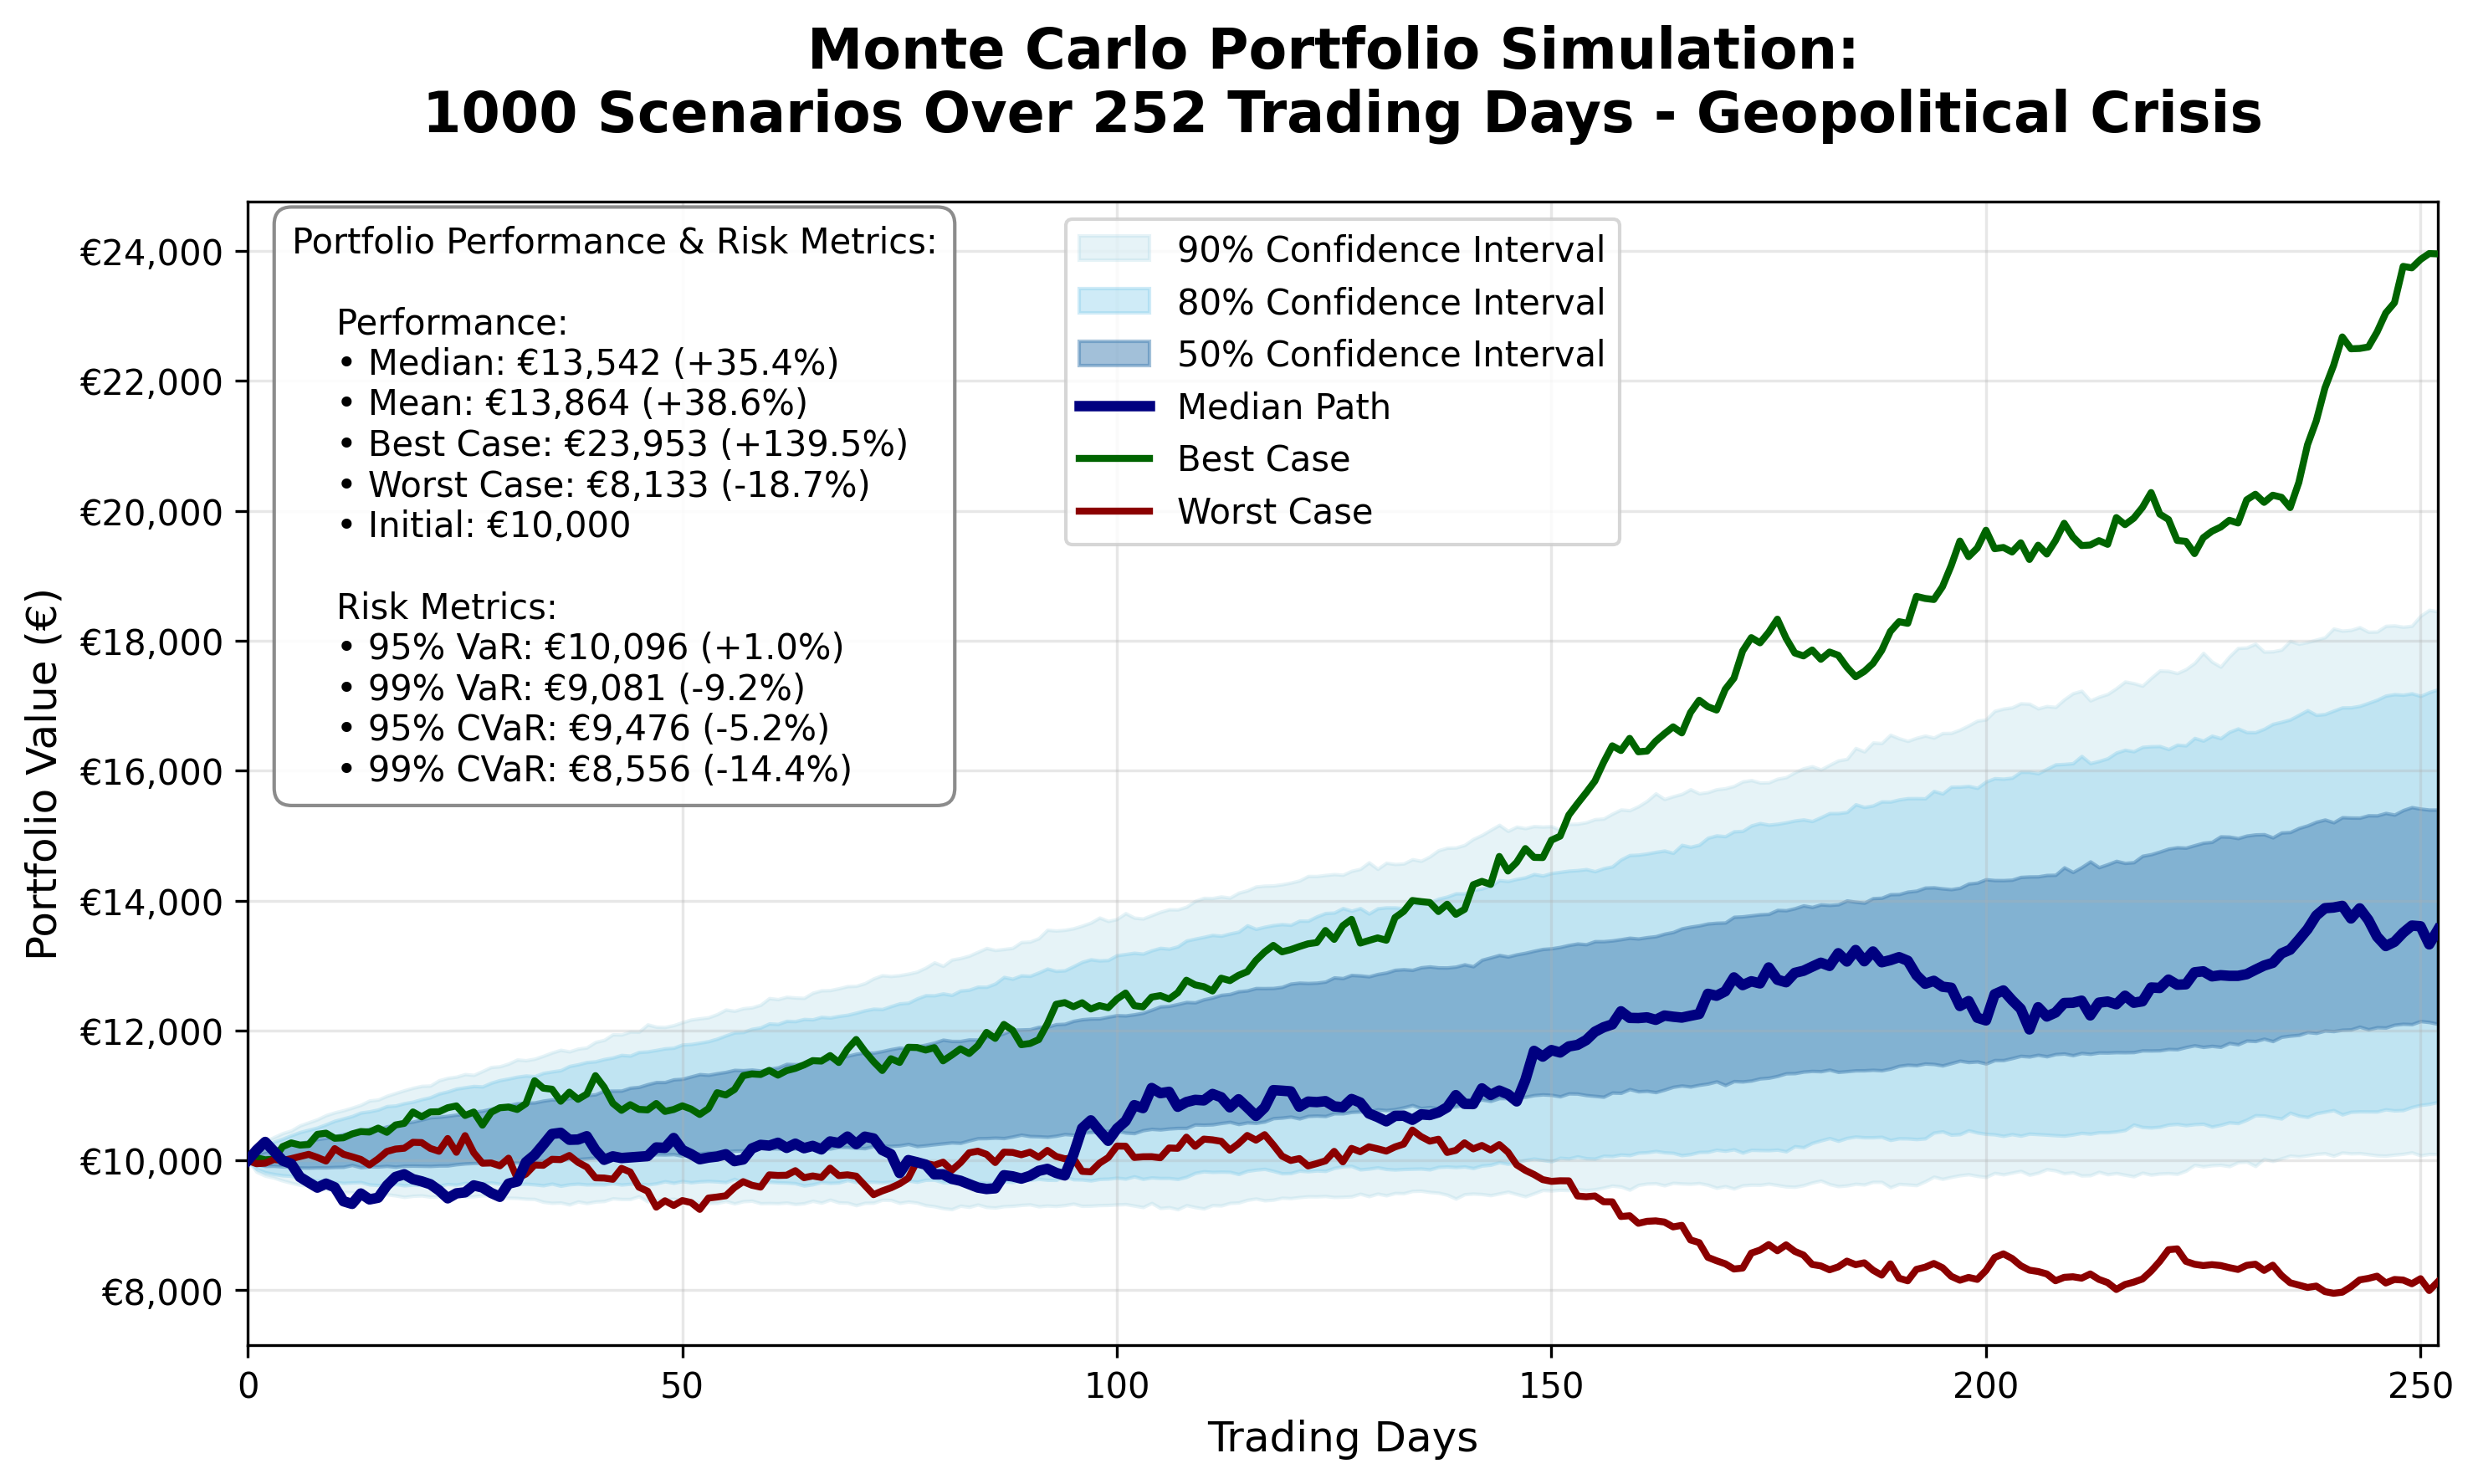 Monte Carlo Portfolio Simulation:
1000 Scenarios Over 252 Trading Days - Geopolitical Crisis
Portfolio Performance & Risk Metrics:
Performance:
• Median: €13,542 (+35.4%)
• Mean: €13,864 (+38.6%)
• Best Case: €23,953 (+139.5%)
• Worst Case: €8,133 (-18.7%)
• Initial: €10,000
Risk Metrics:
• 95% VaR: €10,096 (+1.0%)
• 99% VaR: €9,081 (-9.2%)
• 95% CVaR: €9,476 (-5.2%)
• 99% CVaR: €8,556 (-14.4%)
90% Confidence Interval
80% Confidence Interval
50% Confidence Interval
Median Path
Best Case
Worst Case
Portfolio Value (€)
€24,000
€22,000
€20,000
€18,000
€16,000
€14,000
€12,000
€10,000
€8,000
0
50
100
150
200
250
Trading Days